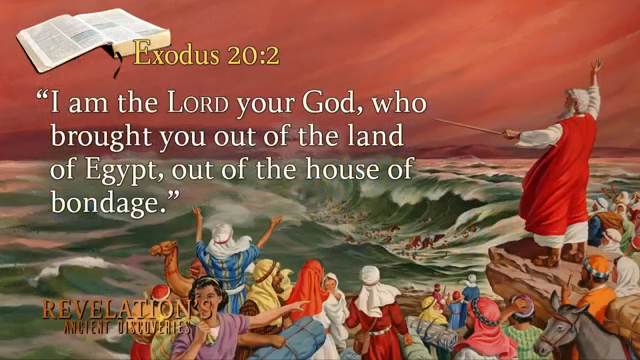 Exodus 20:2
“I am the LORD your God, who
brought you out of the land
of Egypt, out of the house of
bondage.”
REVELATION'S
ANCIENT DISCOVERIES